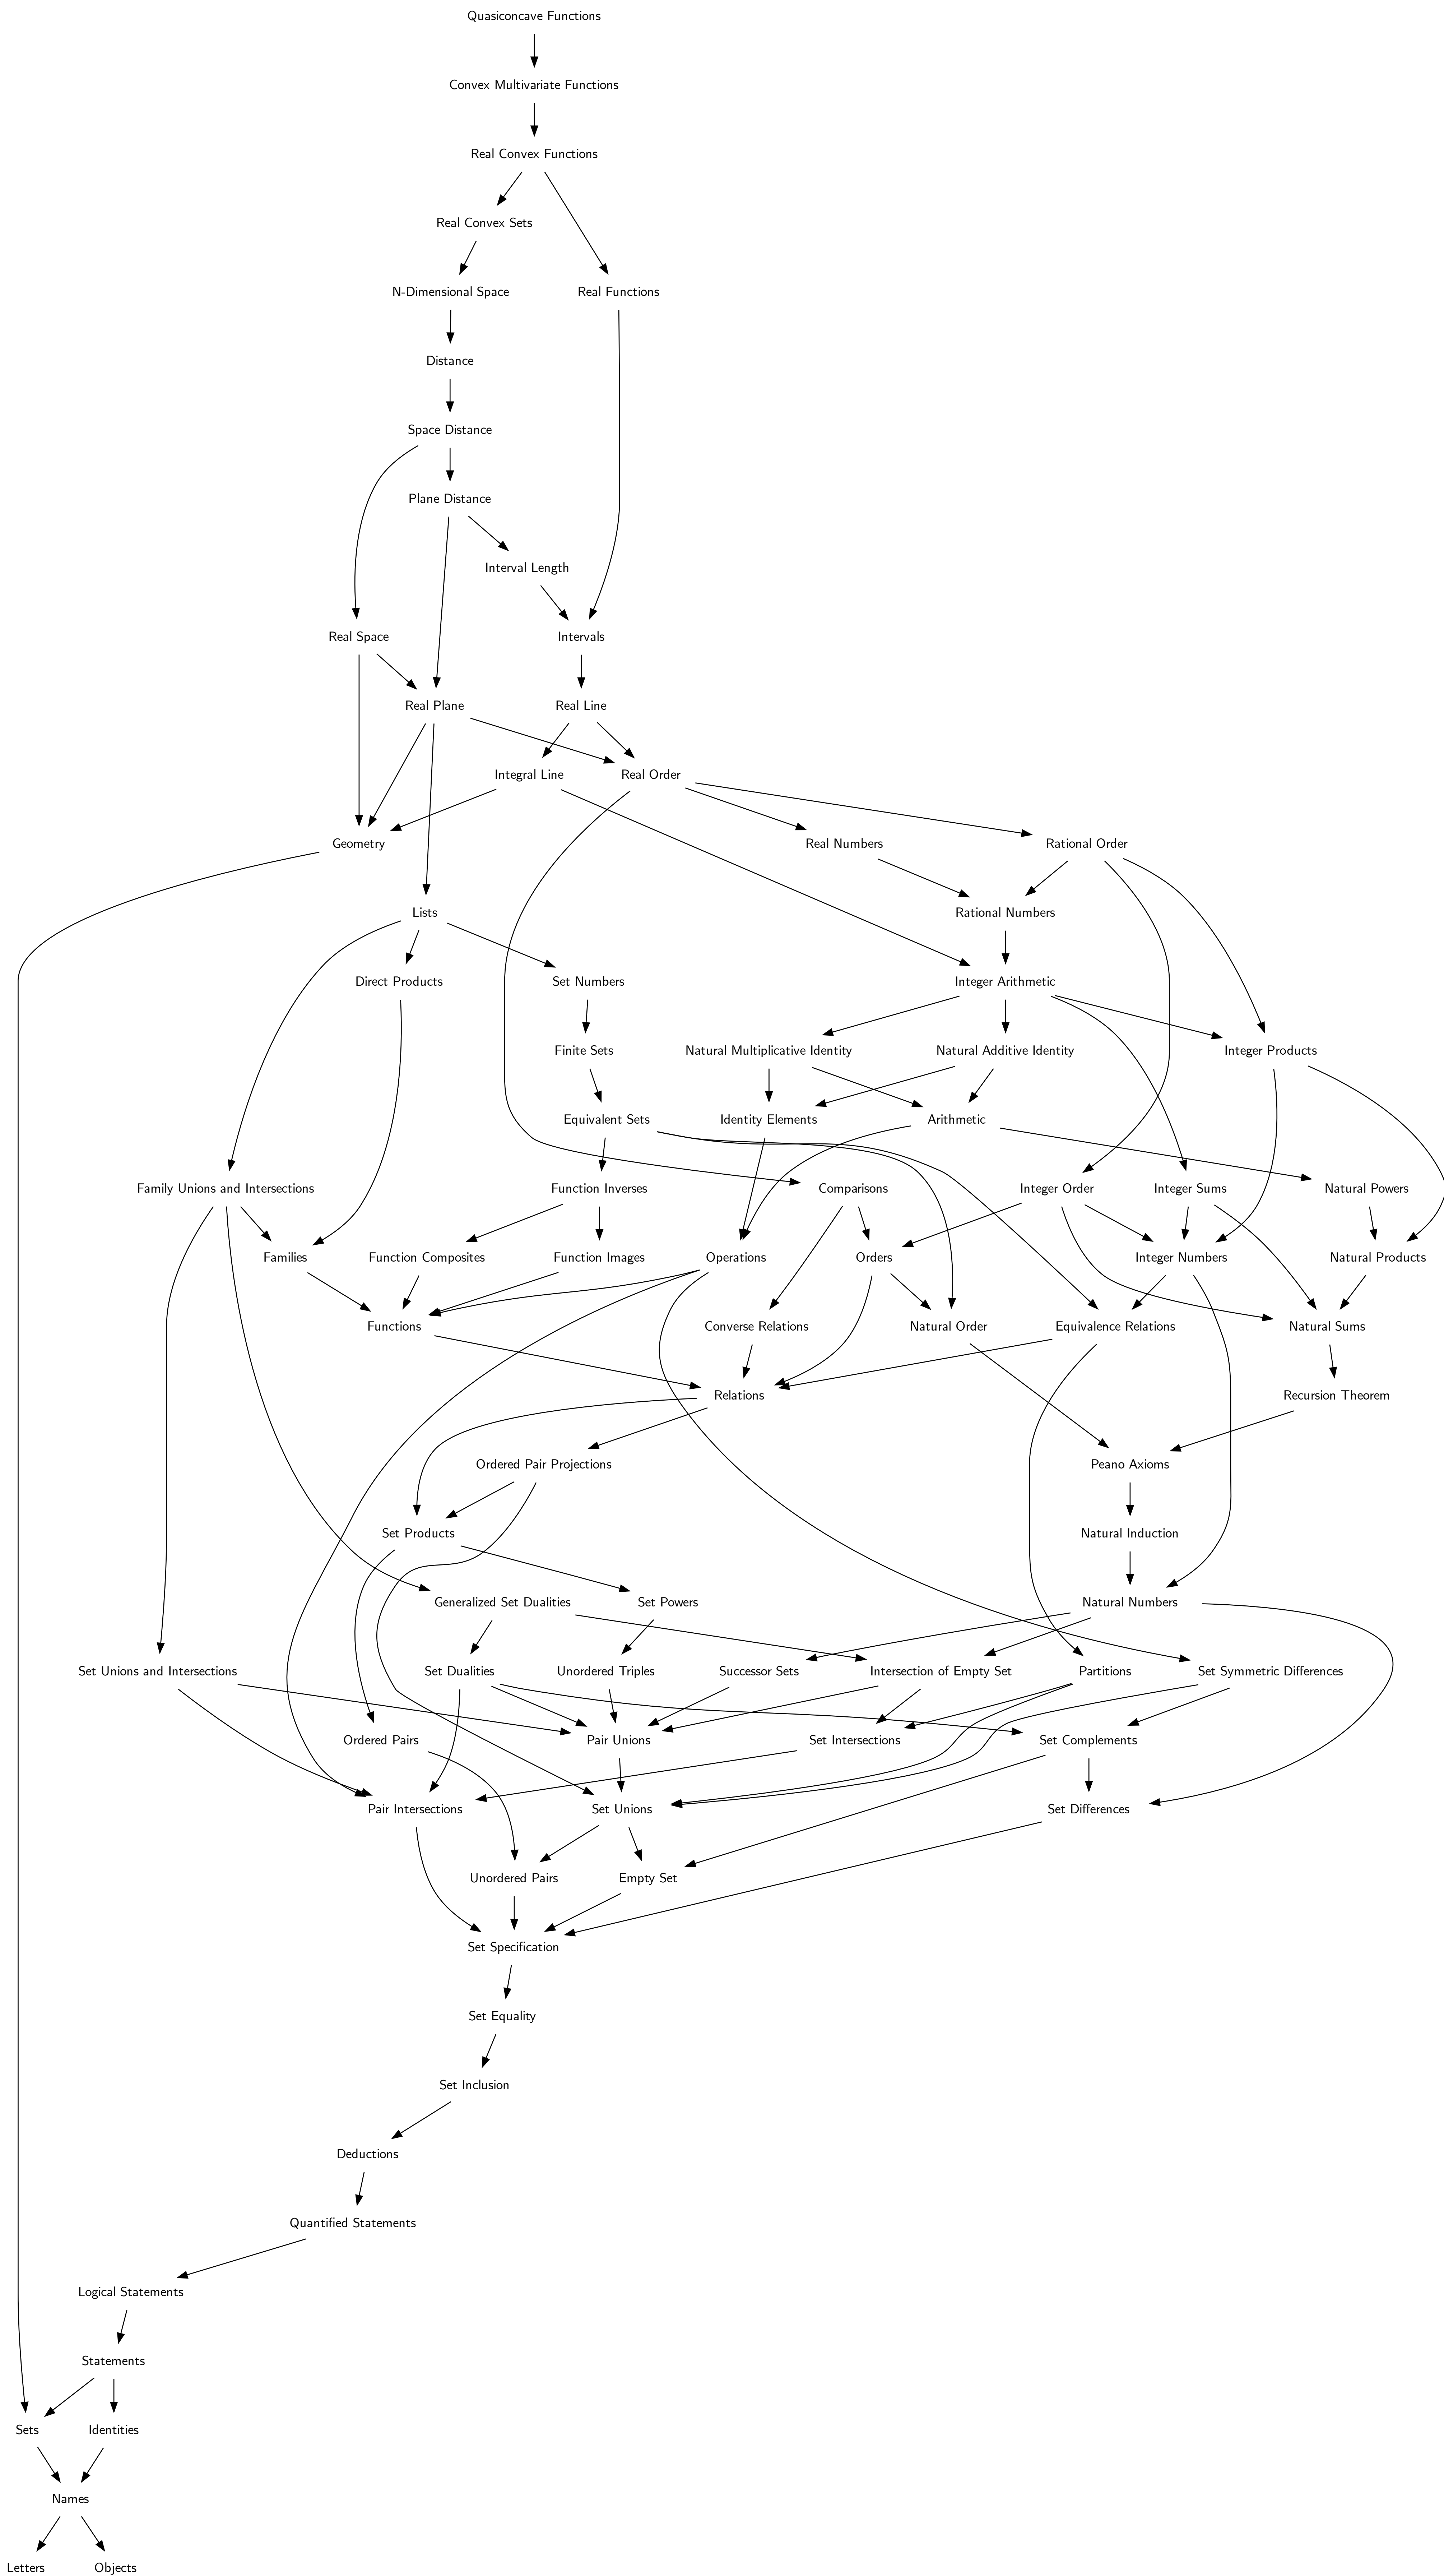 Quasiconcave Functions
Convex Multivariate Functions
Real Convex Functions
Real Convex Sets
N-Dimensional Space
Real Functions
Distance
Space Distance
Plane Distance
Interval Length
Real Space
Intervals
Real Plane
Real Line
Integral Line
Real Order
Geometry
Real Numbers
Rational Order
Lists
Rational Numbers
Direct Products
Set Numbers
Integer Arithmetic
Finite Sets
Natural Multiplicative Identity
Natural Additive Identity
Integer Products
Equivalent Sets
Identity Elements
Arithmetic
Family Unions and Intersections
Function Inverses
Comparisons
Integer Order
Integer Sums
Natural Powers
Families
Function Composites
Function Images
Operations
Orders
Integer Numbers
Natural Products
Functions
Converse Relations
Natural Order
Equivalence Relations
Natural Sums
Relations
Recursion Theorem
Ordered Pair Projections
Peano Axioms
Set Products
Natural Induction
Generalized Set Dualities
Set Powers
Natural Numbers
Set Unions and Intersections
Set Dualities
Unordered Triples
Successor Sets
Intersection of Empty Set
Partitions
Set Symmetric Differences
Ordered Pairs
Pair Unions
Set Intersections
Set Complements
Pair Intersections
Set Unions
Set Differences
Unordered Pairs
Empty Set
Set Specification
Set Equality
Set Inclusion
Deductions
Quantified Statements
Logical Statements
Statements
Sets
Identities
Names
Letters
Objects